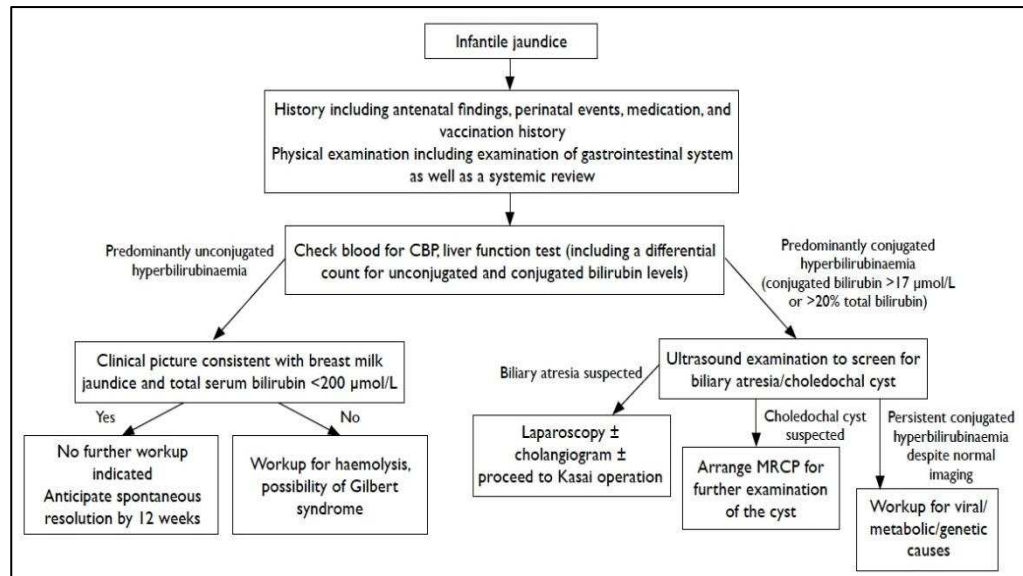 Infantile jaundice
History including antenatal findings, perinatal events, medication, and
vaccination history
Physical examination including examination of gastrointestinal system
as well as a systemic review
Predominantly unconjugated
hyperbilirubinaemia
Check blood for CBP, liver function test (including a differential
count for unconjugated and conjugated bilirubin levels)
Predominantly conjugated
hyperbilirubinaemia
(conjugated bilirubin >17 µmol/L
or >20% total bilirubin)
Clinical picture consistent with breast milk
jaundice and total serum bilirubin <200 µmol/L
Yes
No
No further workup
indicated
Anticipate spontaneous
resolution by 12 weeks
Workup for haemolysis,
possibility of Gilbert
syndrome
Ultrasound examination to screen for
biliary atresia/choledochal cyst
Biliary atresia suspected
Laparoscopy ±
cholangiogram ±
proceed to Kasai operation
Choledochal cyst
suspected
Arrange MRCP for
further examination
of the cyst
Persistent conjugated
hyperbilirubinaemia
despite normal
imaging
Workup for viral/
metabolic/genetic
causes